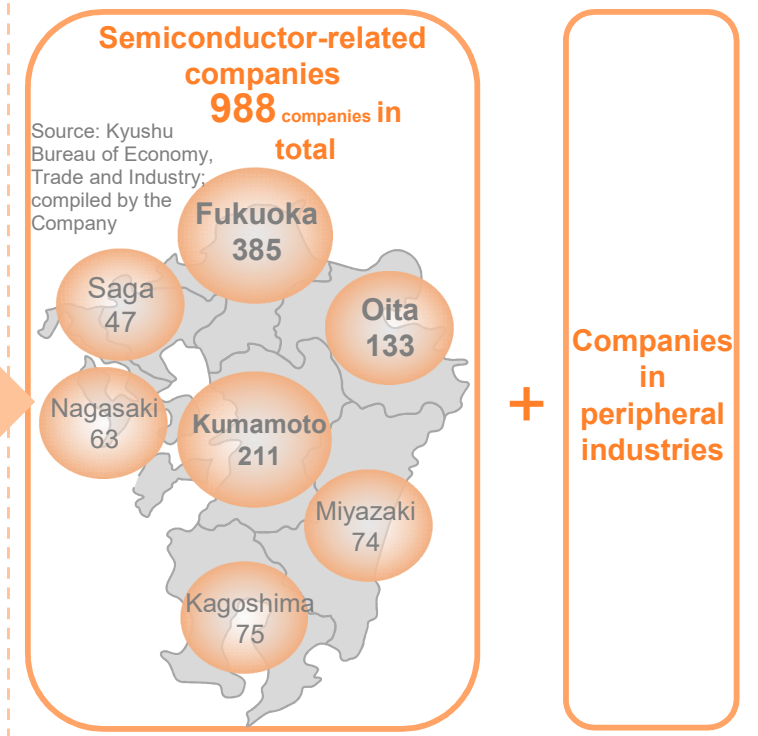 Semiconductor-related
companies
988 companies in
total
Source: Kyushu
Bureau of Economy,
Trade and Industry;
compiled by the
Company
Fukuoka
385
Saga
47
Oita
133
Nagasaki
63
Kumamoto
211
Miyazaki
74
Kagoshima
75
+
Companies
in
peripheral
industries